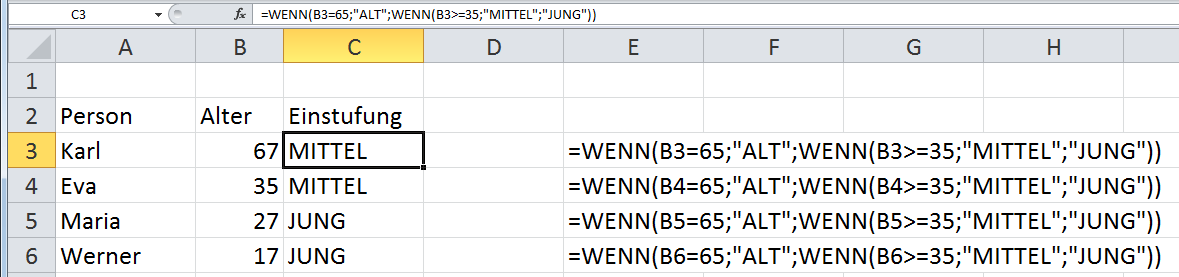 C3 fx =WENN(B3=65;"ALT";WENN(B3>=35;"MITTEL";"JUNG"))
A B C D E F G H
1
2 Person Alter Einstufung
3 Karl 67 MITTEL =WENN(B3=65;"ALT";WENN(B3>=35;"MITTEL";"JUNG"))
4 Eva 35 MITTEL =WENN(B4=65;"ALT";WENN(B4>=35;"MITTEL";"JUNG"))
5 Maria 27 JUNG =WENN(B5=65;"ALT";WENN(B5>=35;"MITTEL";"JUNG"))
6 Werner 17 JUNG =WENN(B6=65;"ALT";WENN(B6>=35;"MITTEL";"JUNG"))